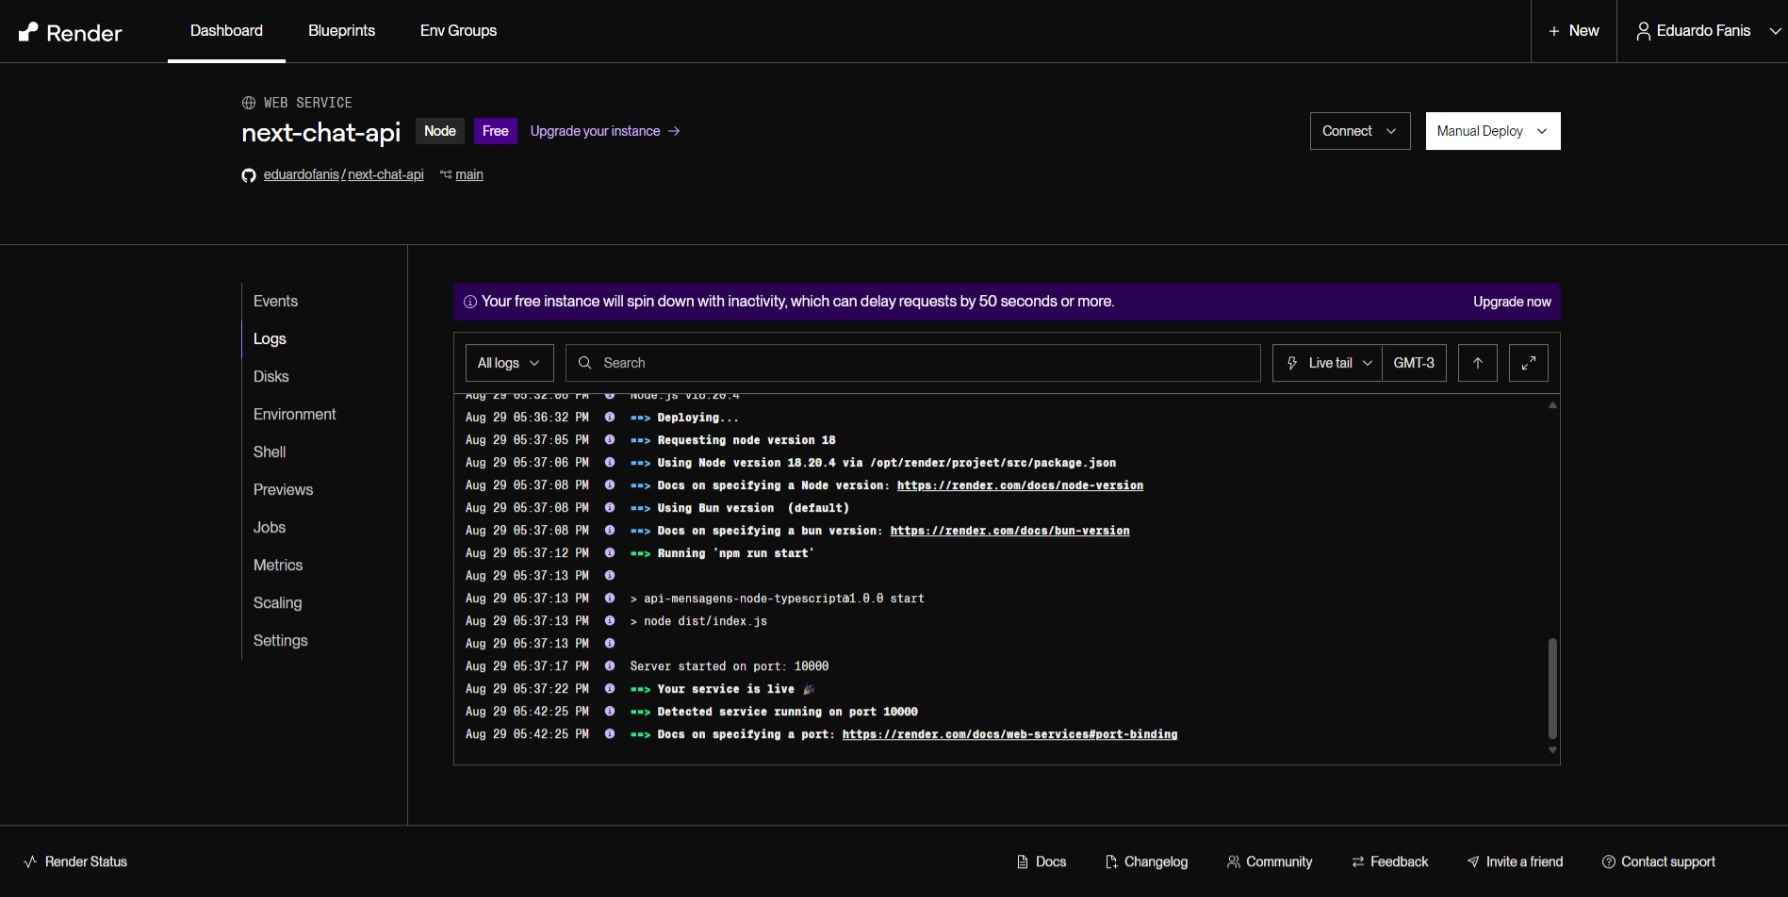 Render
Dashboard
Blueprints
Env Groups
+ New
Eduardo Fanis
WEB SERVICE
next-chat-api
Node
Free
Upgrade your instance →
Connect
Manual Deploy
eduardofanis / next-chat-api
main
Events
Logs
Disks
Environment
Shell
Previews
Jobs
Metrics
Scaling
Settings
Your free instance will spin down with inactivity, which can delay requests by 50 seconds or more.
Upgrade now
All logs
Search
Live tail
GMT-3
Aug 29 05:32:06 PM Node.js v18.20.4
Aug 29 05:36:32 PM ==> Deploying...
Aug 29 05:37:05 PM ==> Requesting node version 18
Aug 29 05:37:06 PM ==> Using Node version 18.20.4 via /opt/render/project/src/package.json
Aug 29 05:37:08 PM ==> Docs on specifying a Node version: https://render.com/docs/node-version
Aug 29 05:37:08 PM ==> Using Bun version (default)
Aug 29 05:37:08 PM ==> Docs on specifying a bun version: https://render.com/docs/bun-version
Aug 29 05:37:12 PM ==> Running 'npm run start'
Aug 29 05:37:13 PM
Aug 29 05:37:13 PM > api-mensagens-node-typescript@1.0.0 start
Aug 29 05:37:13 PM > node dist/index.js
Aug 29 05:37:13 PM
Aug 29 05:37:17 PM Server started on port: 10000
Aug 29 05:37:22 PM ==> Your service is live 🎉
Aug 29 05:42:25 PM ==> Detected service running on port 10000
Aug 29 05:42:25 PM ==> Docs on specifying a port: https://render.com/docs/web-services#port-binding
Render Status
Docs
Changelog
Community
Feedback
Invite a friend
Contact support